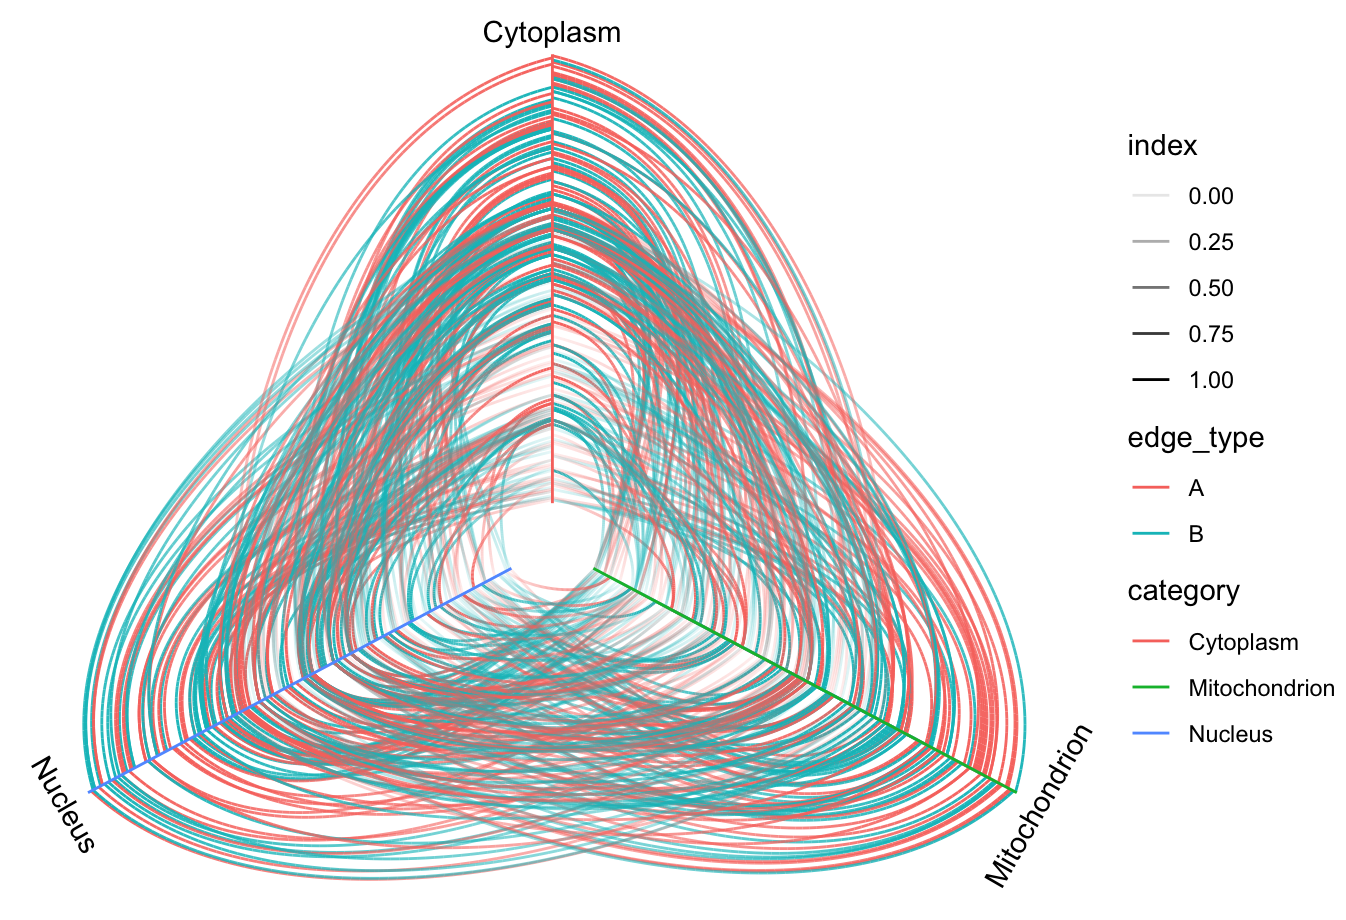 Cytoplasm
Nucleus
Mitochondrion
index
0.00
0.25
0.50
0.75
1.00
edge_type
A
B
category
Cytoplasm
Mitochondrion
Nucleus